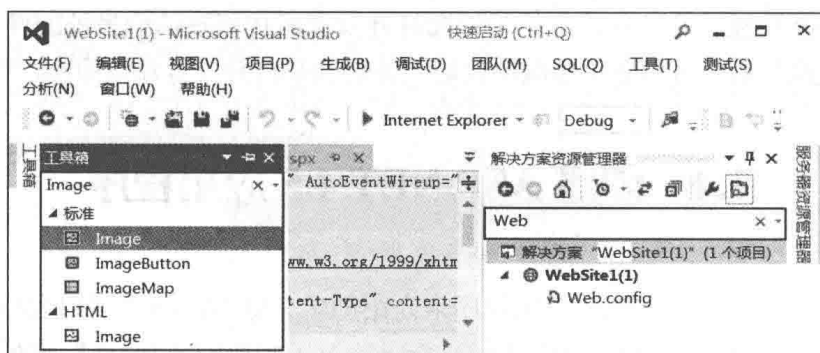 WebSite1(1) - Microsoft Visual Studio 快速启动 (Ctrl+Q)
文件(F) 编辑(E) 视图(V) 项目(P) 生成(B) 调试(D) 团队(M) SQL(Q) 工具(T) 测试(S)
分析(N) 窗口(W) 帮助(H)
Internet Explorer Debug
工具箱
工具箱
spx
解决方案资源管理器
服务器资源管理器
Image
" AutoEventWireup="
标准
Image
ImageButton
ww.w3.org/1999/xhtm
ImageMap
tent-Type" content=
HTML
Image
Web
解决方案 "WebSite1(1)" (1 个项目)
WebSite1(1)
Web.config